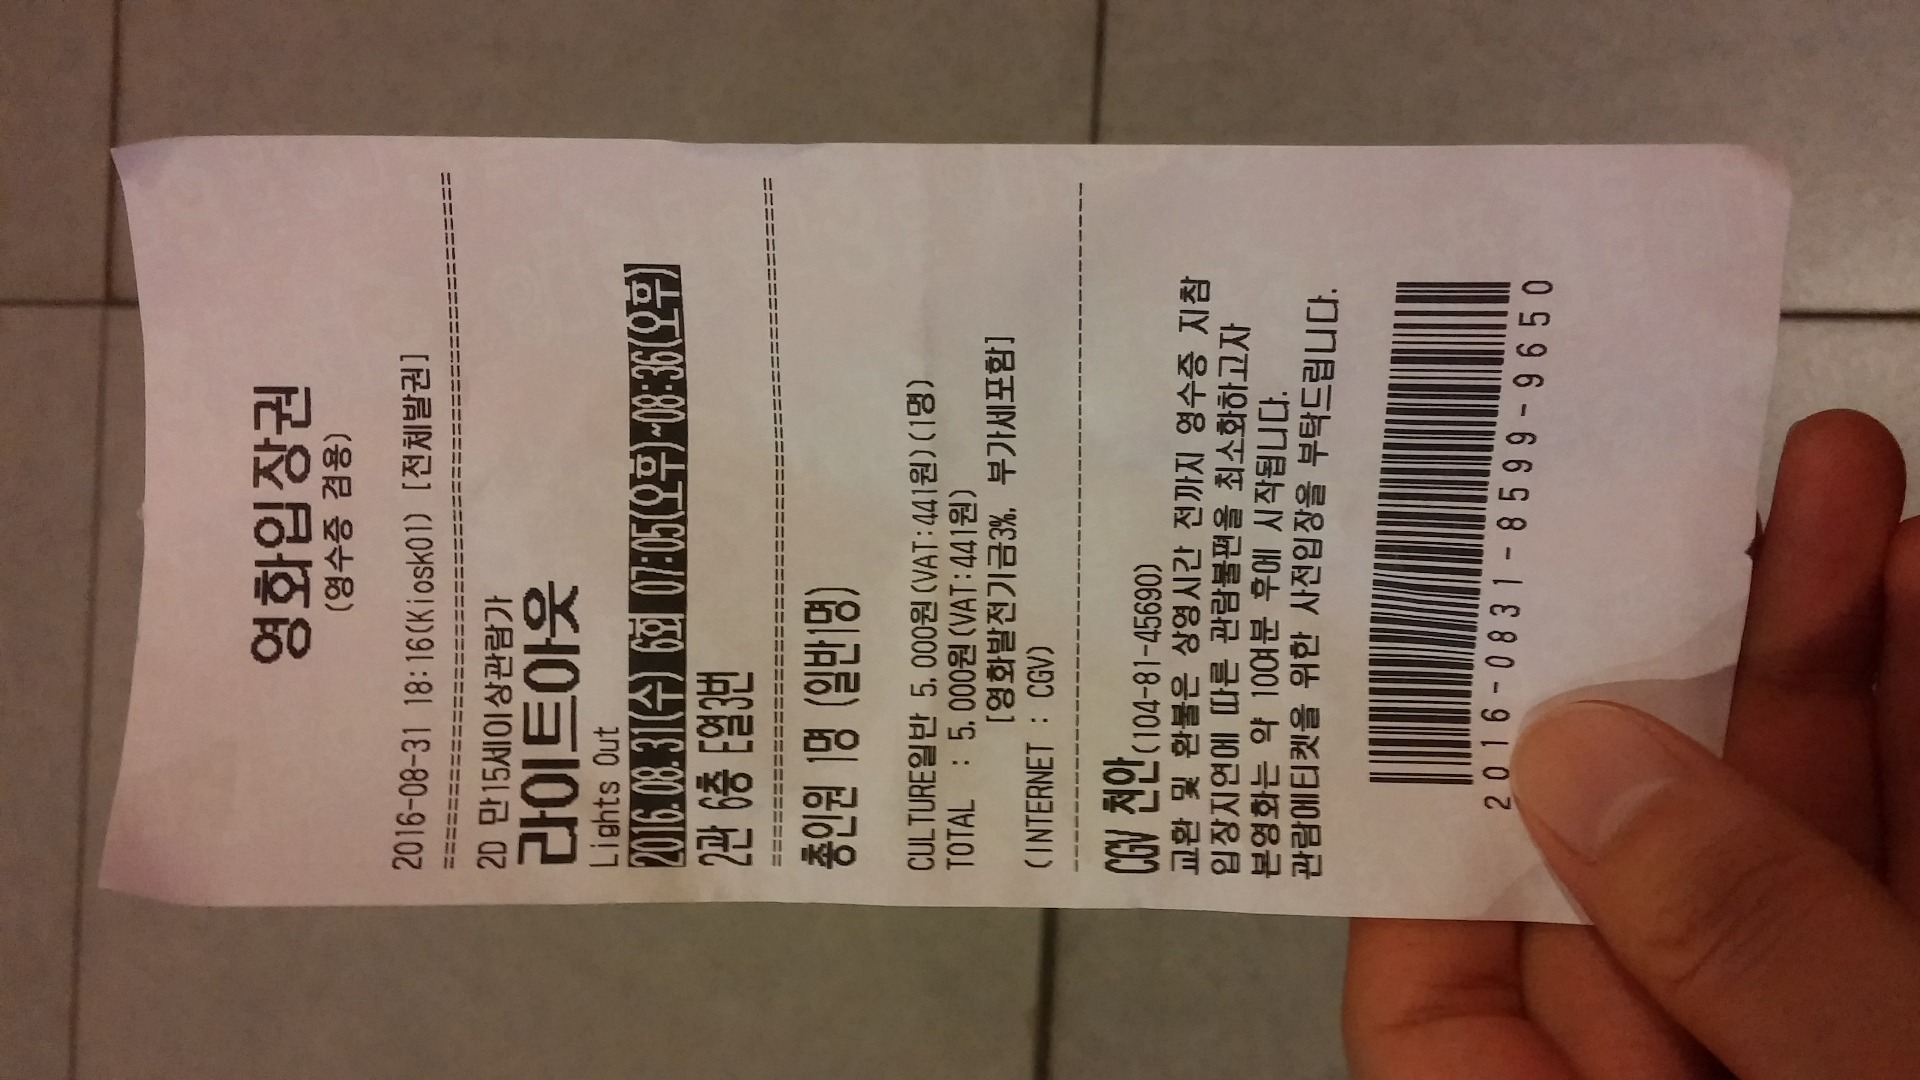 영화입장권
(영수증 겸용)
2016-08-31 18:16(Kiosk01) [전체발권]
================================================
2D 만15세이상관람가
라이트아웃
Lights Out
2016.08.31(수) 6회 07:05(오후)~08:36(오후)
2관 6층 E열3번
================================================
총인원 1명 (일반1명)
CULTURE일반 5,000원(VAT:441원)(1명)
TOTAL : 5,000원(VAT:441원)
[영화발전기금3%, 부가세포함]
(INTERNET : CGV)
------------------------------------------------
CGV 천안(104-81-45690)
교환 및 환불은 상영시간 전까지 영수증 지참
입장지연에 따른 관람불편을 최소화하고자
본영화는 약 10여분 후에 시작됩니다.
관람에티켓을 위한 사전입장을 부탁드립니다.
2016-0831-8599-9650